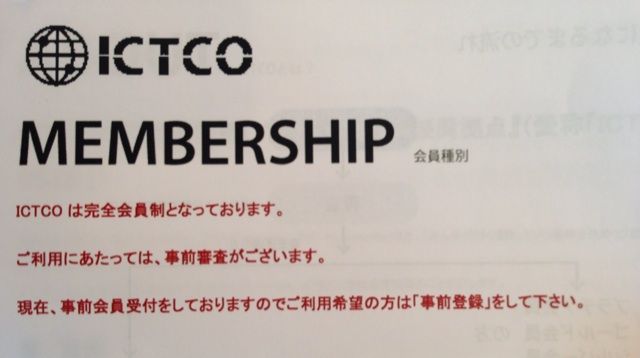 ICTCO
MEMBERSHIP 会員種別
ICTCO は完全会員制となっております。
ご利用にあたっては、事前審査がございます。
現在、事前会員受付をしておりますのでご利用希望の方は「事前登録」をして下さい。